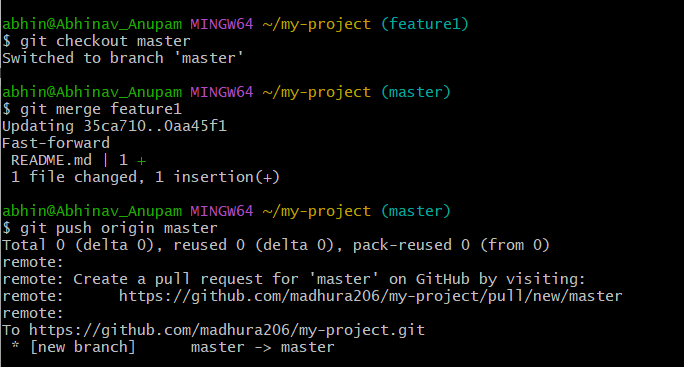 abhin@Abhinav_Anupam MINGW64 ~/my-project (feature1)
$ git checkout master
Switched to branch 'master'
abhin@Abhinav_Anupam MINGW64 ~/my-project (master)
$ git merge feature1
Updating 35ca710..0aa45f1
Fast-forward
 README.md | 1 +
 1 file changed, 1 insertion(+)
abhin@Abhinav_Anupam MINGW64 ~/my-project (master)
$ git push origin master
Total 0 (delta 0), reused 0 (delta 0), pack-reused 0 (from 0)
remote:
remote: Create a pull request for 'master' on GitHub by visiting:
remote:      https://github.com/madhura206/my-project/pull/new/master
remote:
To https://github.com/madhura206/my-project.git
 * [new branch]      master -> master